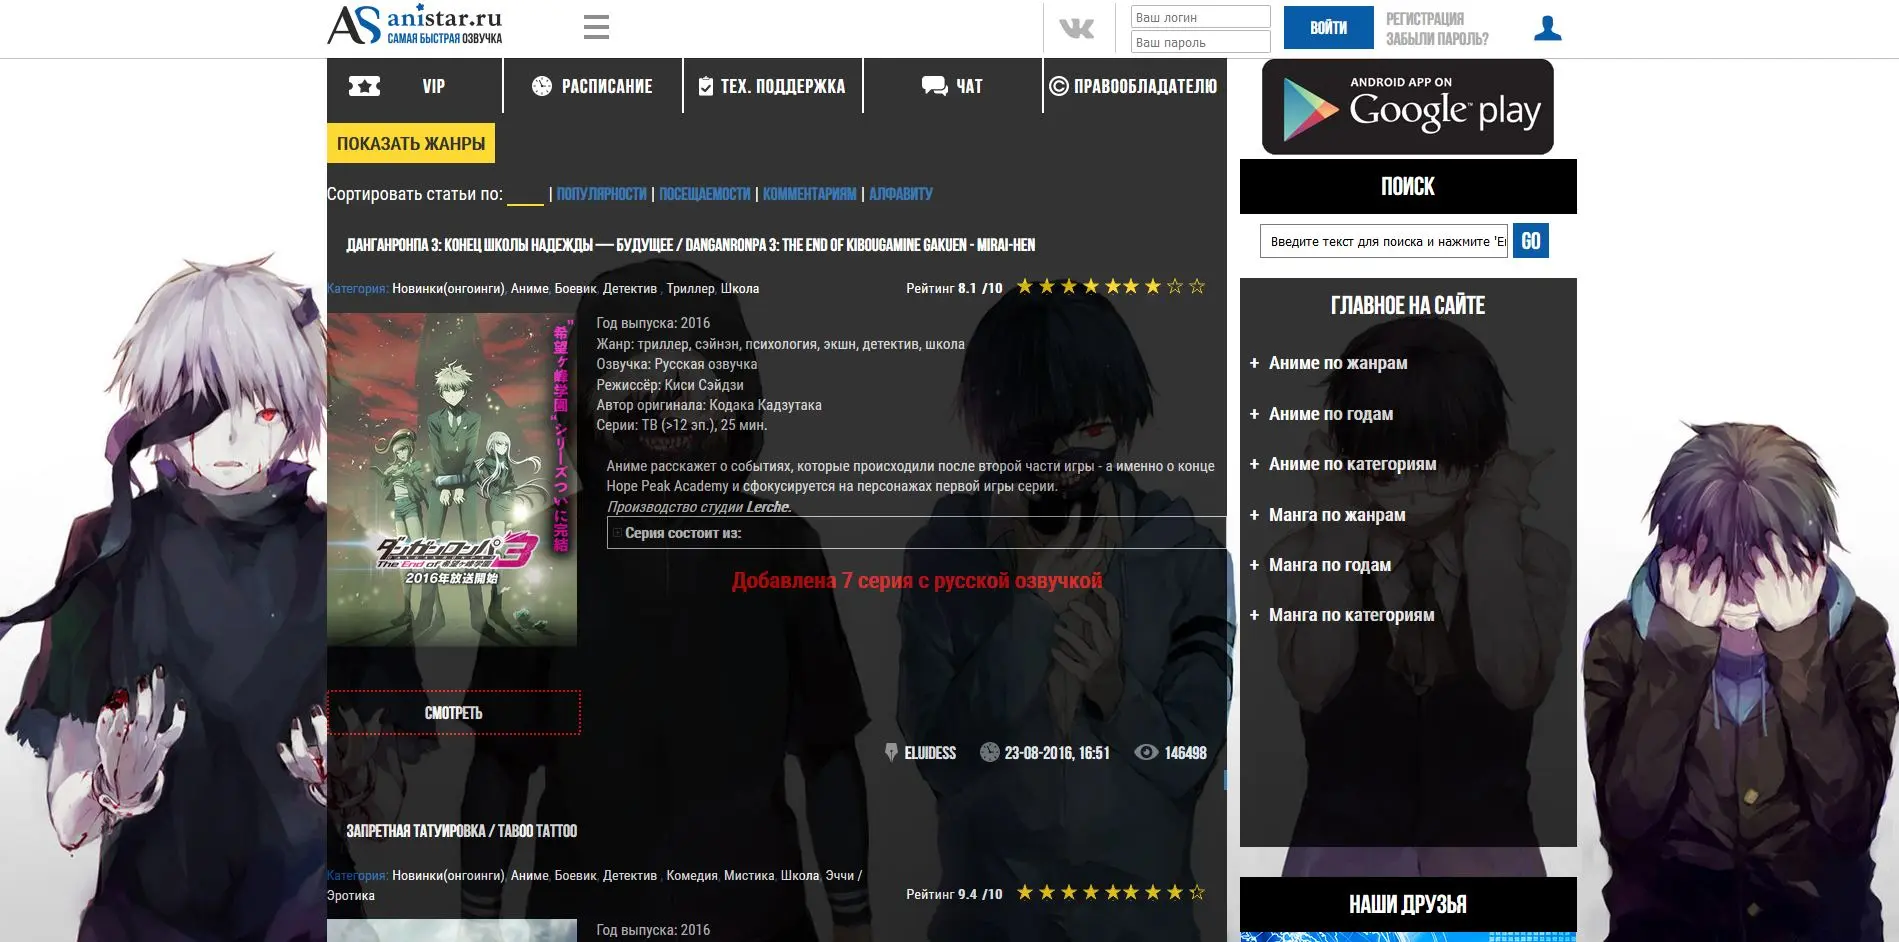 AS anistar.ru
САМАЯ БЫСТРАЯ ОЗВУЧКА
Ваш логин
Ваш пароль
ВОЙТИ
РЕГИСТРАЦИЯ
ЗАБЫЛИ ПАРОЛЬ?
VIP
РАСПИСАНИЕ
ТЕХ. ПОДДЕРЖКА
ЧАТ
© ПРАВООБЛАДАТЕЛЮ
ПОКАЗАТЬ ЖАНРЫ
Сортировать статьи по: | ПОПУЛЯРНОСТИ | ПОСЕЩАЕМОСТИ | КОММЕНТАРИЯМ | АЛФАВИТУ
ДАНГАНРОНПА 3: КОНЕЦ ШКОЛЫ НАДЕЖДЫ — БУДУЩЕЕ / DANGANRONPA 3: THE END OF KIBOUGAMINE GAKUEN - MIRAI-HEN
Категория: Новинки(онгоинги), Аниме, Боевик, Детектив , Триллер, Школа
Рейтинг 8.1 /10
"希望ヶ峰学園"シリーズついに完結
ダンガンロンパ3
The End of 希望ヶ峰学園
2016年放送開始
Год выпуска: 2016
Жанр: триллер, сэйнэн, психология, экшн, детектив, школа
Озвучка: Русская озвучка
Режиссёр: Киси Сэйдзи
Автор оригинала: Кодака Кадзутака
Серии: ТВ (>12 эп.), 25 мин.
Аниме расскажет о событиях, которые происходили после второй части игры - а именно о конце
Hope Peak Academy и сфокусируется на персонажах первой игры серии.
Производство студии Lerche.
Серия состоит из:
Добавлена 7 серия с русской озвучкой
СМОТРЕТЬ
ELUIDESS
23-08-2016, 16:51
146498
ЗАПРЕТНАЯ ТАТУИРОВКА / TABOO TATTOO
Категория: Новинки(онгоинги), Аниме, Боевик, Детектив , Комедия, Мистика, Школа, Эччи /
Эротика
Рейтинг 9.4 /10
Год выпуска: 2016
ANDROID APP ON
Google play
ПОИСК
Введите текст для поиска и нажмите 'Er
GO
ГЛАВНОЕ НА САЙТЕ
+ Аниме по жанрам
+ Аниме по годам
+ Аниме по категориям
+ Манга по жанрам
+ Манга по годам
+ Манга по категориям
НАШИ ДРУЗЬЯ